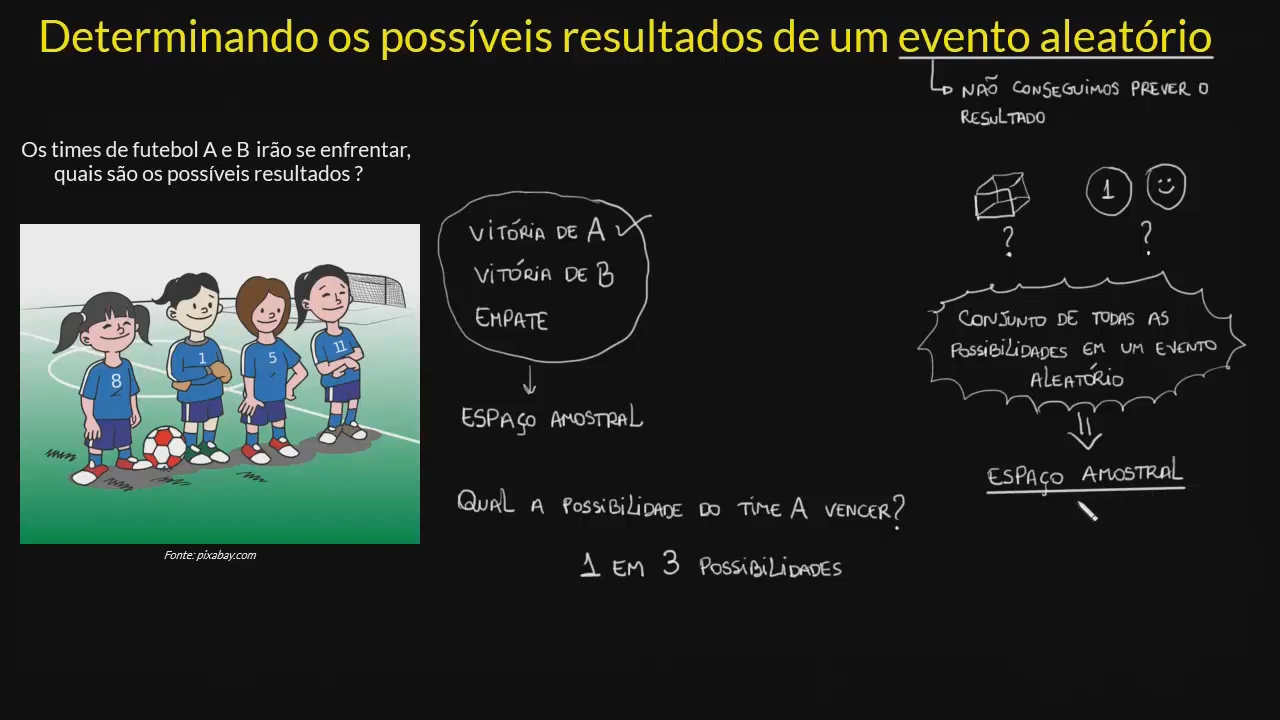 Determinando os possíveis resultados de um evento aleatório
NÃO CONSEGUIMOS PREVER O
RESULTADO
Os times de futebol A e B irão se enfrentar,
quais são os possíveis resultados ?
1
?
?
VITÓRIA DE A
VITÓRIA DE B
EMPATE
ESPAÇO AMOSTRAL
8
1
5
11
Fonte: pixabay.com
CONJUNTO DE TODAS AS
POSSIBILIDADES EM UM EVENTO
ALEATÓRIO
ESPAÇO AMOSTRAL
QUAL A POSSIBILIDADE DO TIME A VENCER?
1 EM 3 POSSIBILIDADES